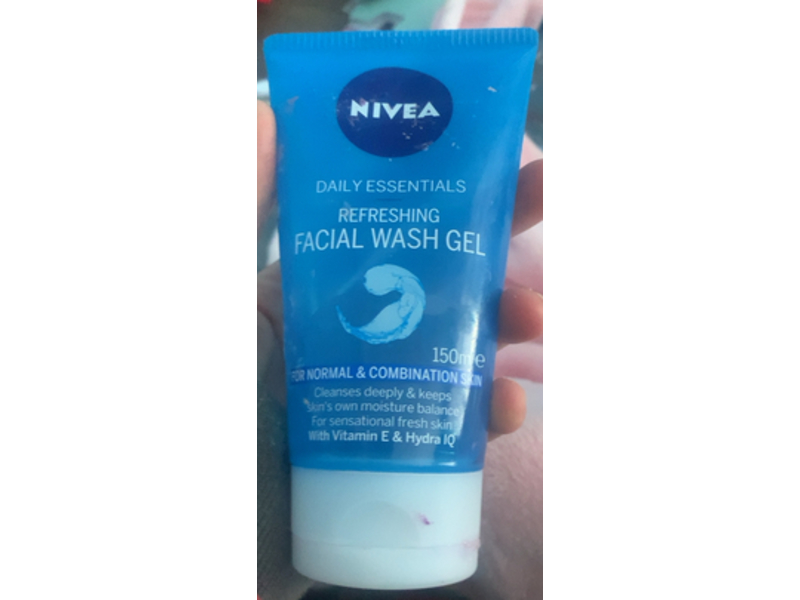 NIVEA
DAILY ESSENTIALS
REFRESHING
FACIAL WASH GEL
150ml e
FOR NORMAL & COMBINATION SKIN
Cleanses deeply & keeps
skin's own moisture balance
For sensational fresh skin
With Vitamin E & Hydra IQ